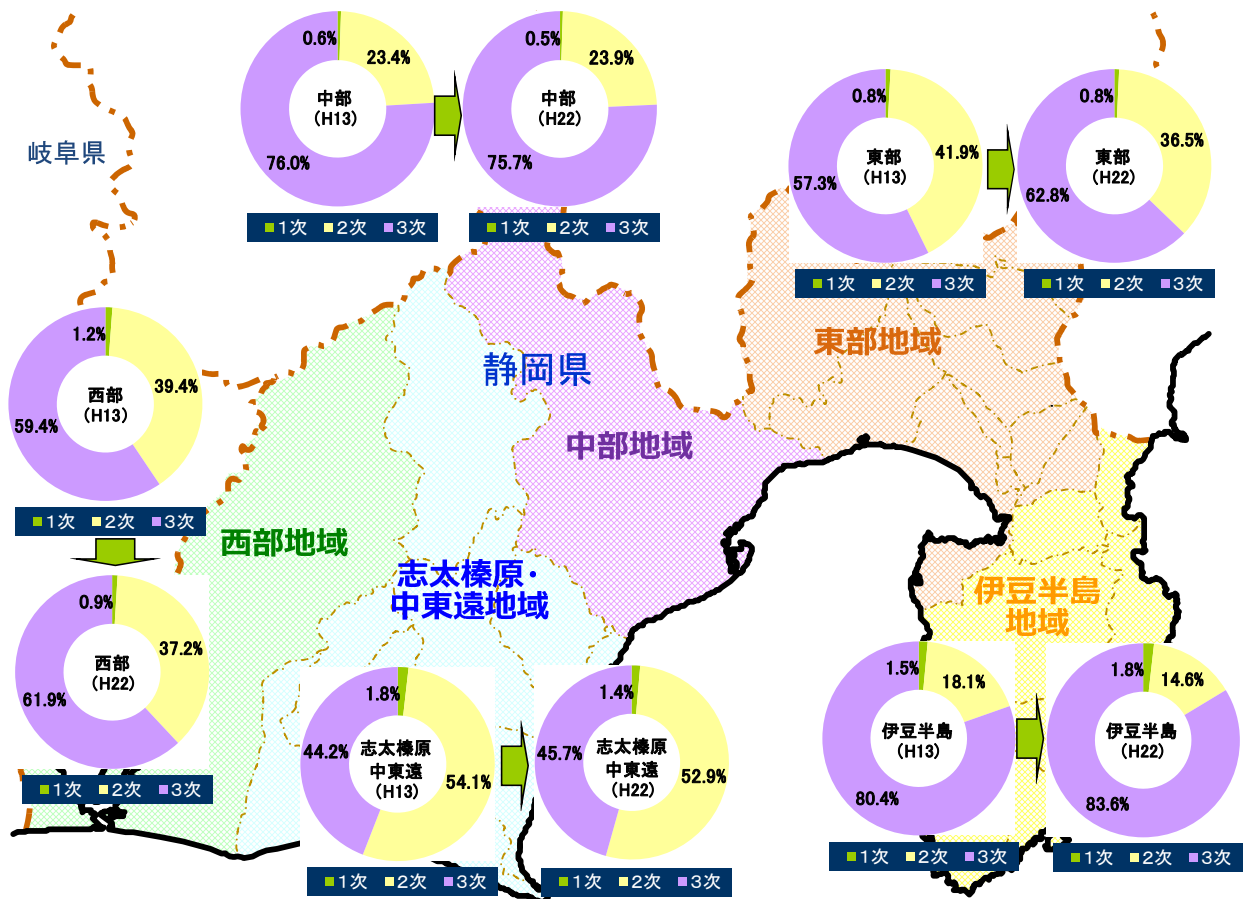 0.6%
23.4%
中部
(H13)
76.0%
■1次 ■2次 ■3次
0.5%
23.9%
中部
(H22)
75.7%
■1次 ■2次 ■3次
0.8%
41.9%
東部
(H13)
57.3%
■1次 ■2次 ■3次
0.8%
36.5%
東部
(H22)
62.8%
■1次 ■2次 ■3次
岐阜県
静岡県
東部地域
中部地域
西部地域
志太榛原・
中東遠地域
伊豆半島
地域
1.2%
39.4%
西部
(H13)
59.4%
■1次 ■2次 ■3次
0.9%
37.2%
西部
(H22)
61.9%
■1次 ■2次 ■3次
1.8%
44.2%
志太榛原
中東遠
(H13)
54.1%
■1次 ■2次 ■3次
1.4%
45.7%
志太榛原
中東遠
(H22)
52.9%
■1次 ■2次 ■3次
1.5%
18.1%
伊豆半島
(H13)
80.4%
■1次 ■2次 ■3次
1.8%
14.6%
伊豆半島
(H22)
83.6%
■1次 ■2次 ■3次